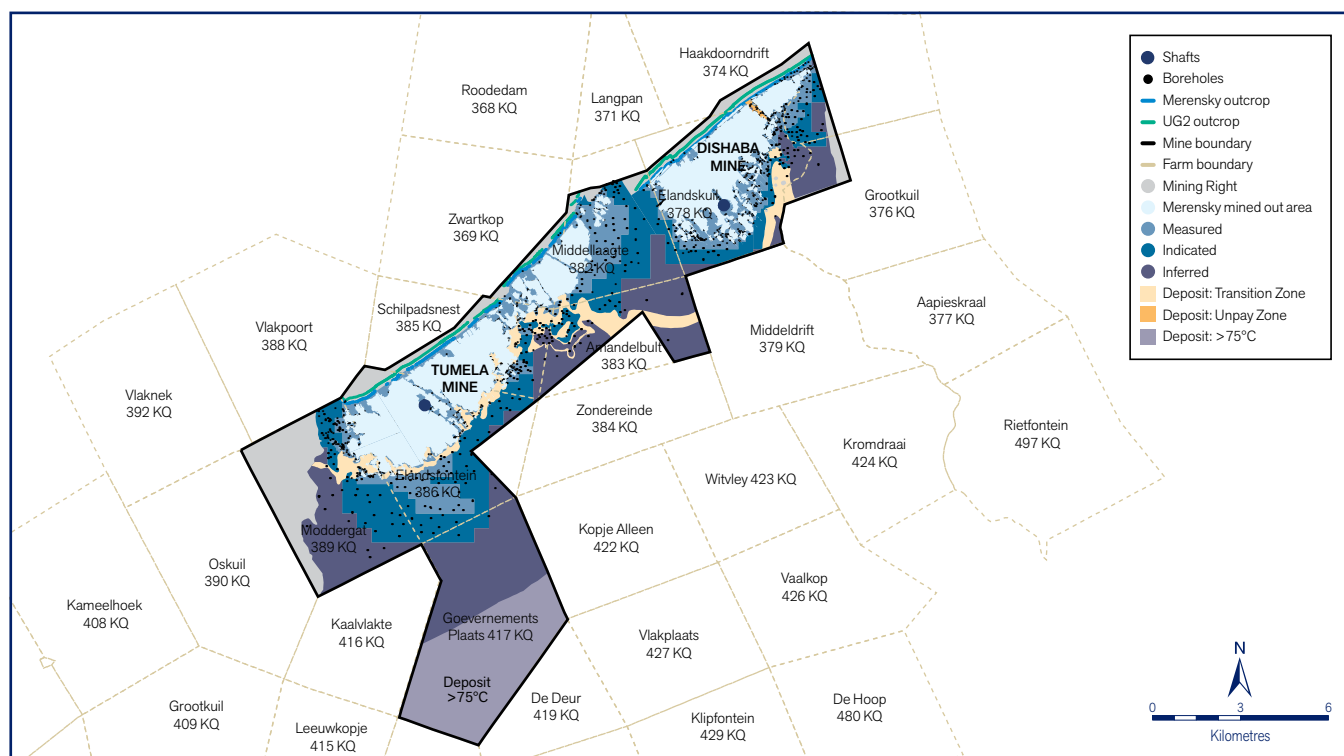 Haakdoorndrift
374 KQ
Roodedam
368 KQ
Langpan
371 KQ
DISHABA
MINE
Elandskuil
378 KQ
Grootkuil
376 KQ
Zwartkop
369 KQ
Middellaagte
382 KQ
Aapieskraal
377 KQ
Schilpadsnest
385 KQ
Vlakpoort
388 KQ
Middeldrift
379 KQ
Amandelbult
383 KQ
TUMELA
MINE
Vlaknek
392 KQ
Zondereinde
384 KQ
Rietfontein
497 KQ
Kromdraai
424 KQ
Witvley 423 KQ
Elandsfontein
386 KQ
Moddergat
389 KQ
Kopje Alleen
422 KQ
Oskuil
390 KQ
Vaalkop
426 KQ
Kameelhoek
408 KQ
Kaalvlakte
416 KQ
Goevernements
Plaats 417 KQ
Vlakplaats
427 KQ
Deposit
>75°C
De Deur
419 KQ
De Hoop
480 KQ
Grootkuil
409 KQ
Leeuwkopje
415 KQ
Klipfontein
429 KQ
Shafts
Boreholes
Merensky outcrop
UG2 outcrop
Mine boundary
Farm boundary
Mining Right
Merensky mined out area
Measured
Indicated
Inferred
Deposit: Transition Zone
Deposit: Unpay Zone
Deposit: >75°C
N
0 3 6
Kilometres